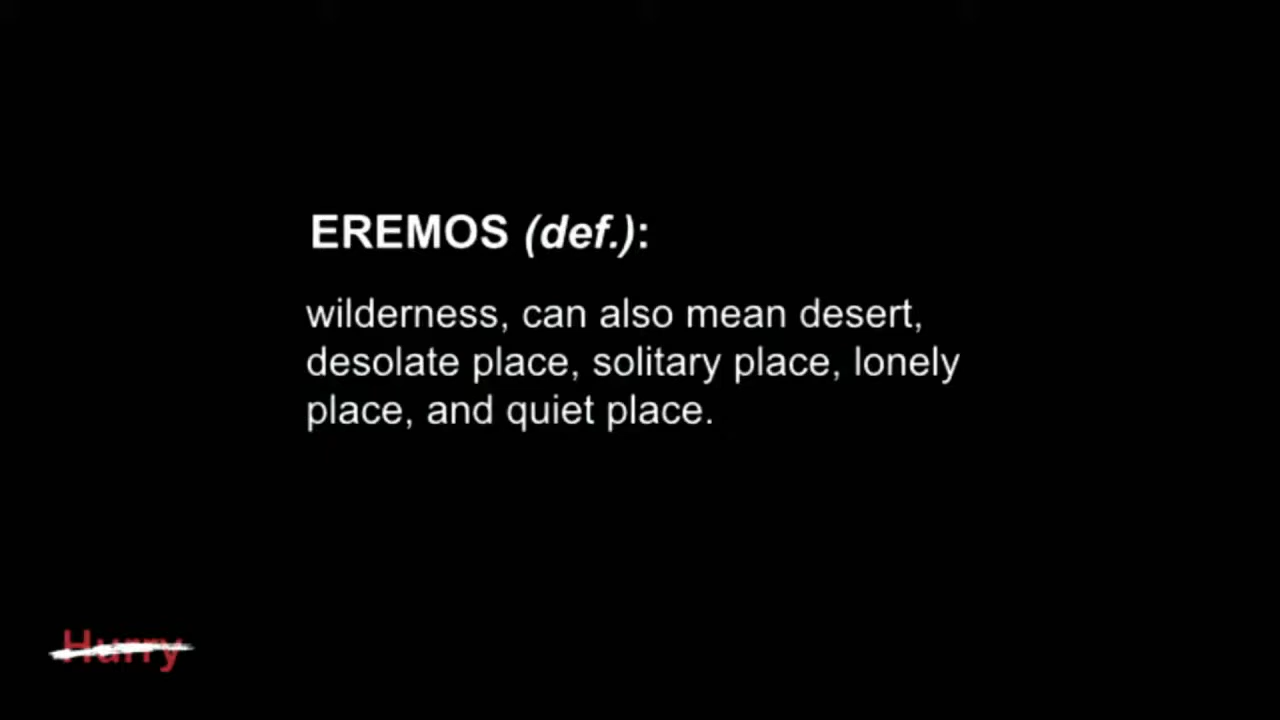 EREMOS (def.):
wilderness, can also mean desert,
desolate place, solitary place, lonely
place, and quiet place.
Hurry